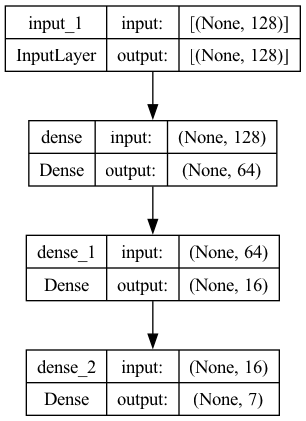 input_1 input: [(None, 128)]
InputLayer output: [(None, 128)]
dense input: (None, 128)
Dense output: (None, 64)
dense_1 input: (None, 64)
Dense output: (None, 16)
dense_2 input: (None, 16)
Dense output: (None, 7)